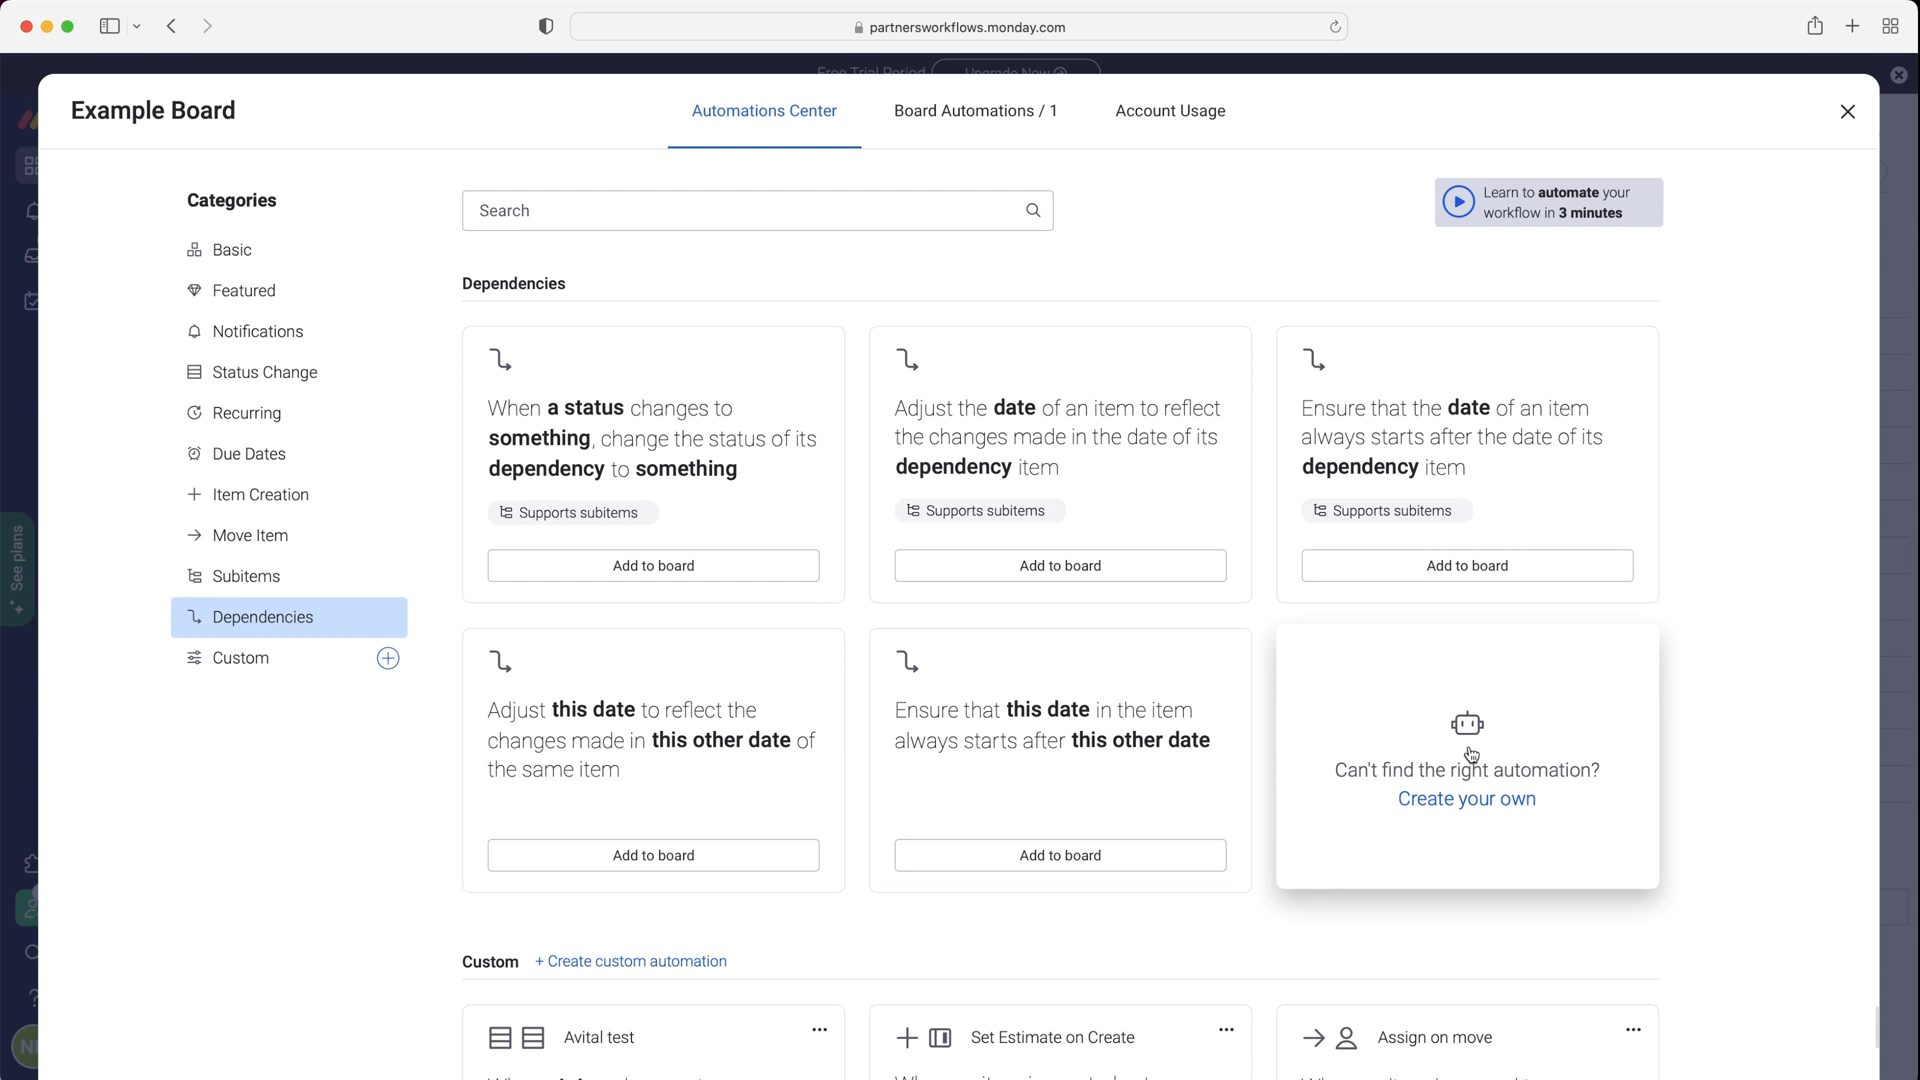 partnersworkflows.monday.com
Free Trial Period
Upgrade Now
Example Board
Automations Center
Board Automations / 1
Account Usage
Categories
Basic
Featured
Notifications
Status Change
Recurring
Due Dates
Item Creation
Move Item
Subitems
Dependencies
Custom
See plans
Search
Learn to automate your
workflow in 3 minutes
Dependencies
When a status changes to
something, change the status of its
dependency to something
Supports subitems
Add to board
Adjust the date of an item to reflect
the changes made in the date of its
dependency item
Supports subitems
Add to board
Ensure that the date of an item
always starts after the date of its
dependency item
Supports subitems
Add to board
Adjust this date to reflect the
changes made in this other date of
the same item
Add to board
Ensure that this date in the item
always starts after this other date
Add to board
Can't find the right automation?
Create your own
Custom + Create custom automation
Avital test
Set Estimate on Create
Assign on move